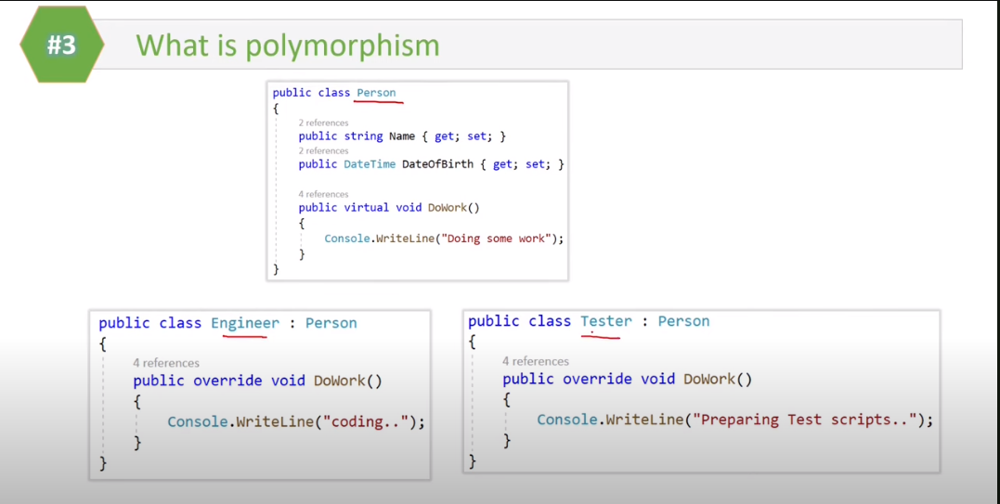 #3
What is polymorphism
public class Person
{
2 references
public string Name { get; set; }
2 references
public DateTime DateOfBirth { get; set; }
4 references
public virtual void DoWork()
{
Console.WriteLine("Doing some work");
}
}
public class Engineer : Person
{
4 references
public override void DoWork()
{
Console.WriteLine("coding..");
}
}
public class Tester : Person
{
4 references
public override void DoWork()
{
Console.WriteLine("Preparing Test scripts..");
}
}